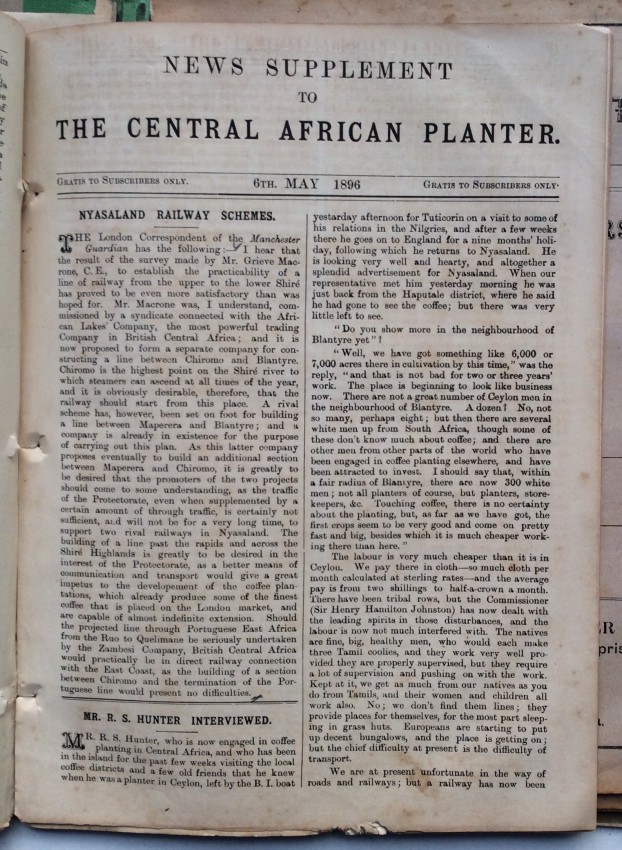 NEWS SUPPLEMENT
TO
THE CENTRAL AFRICAN PLANTER.
GRATIS TO SUBSCRIBERS ONLY.
6TH. MAY 1896
GRATIS TO SUBSCRIBERS ONLY.
NYASALAND RAILWAY SCHEMES.
THE London Correspondent of the Manchester
Guardian has the following :—I hear that
the result of the survey made by Mr. Grieve Mac-
rone, C.E., to establish the practicability of a
line of railway from the upper to the lower Shiré
has proved to be even more satisfactory than was
hoped for. Mr. Macrone was, I understand, com-
missioned by a syndicate connected with the Afri-
can Lakes' Company, the most powerful trading
Company in British Central Africa; and it is
now proposed to form a separate company for con-
structing a line between Chiromo and Blantyre.
Chiromo is the highest point on the Shiré river to
which steamers can ascend at all times of the year,
and it is obviously desirable, therefore, that the
railway should start from this place. A rival
scheme has, however, been set on foot for building
a line between Maperera and Blantyre; and a
company is already in existence for the purpose
of carrying out this plan. As this latter company
proposes eventually to build an additional section
between Maperera and Chiromo, it is greatly to
be desired that the promoters of the two projects
should come to some understanding, as the traffic
of the Protectorate, even when supplemented by a
certain amount of through traffic, is certainly not
sufficient, and will not be for a very long time, to
support two rival railways in Nyasaland. The
building of a line past the rapids and across the
Shiré Highlands is greatly to be desired in the
interest of the Protectorate, as a better means of
communication and transport would give a great
impetus to the developement of the coffee plan-
tations, which already produce some of the finest
coffee that is placed on the London market, and
are capable of almost indefinite extension. Should
the projected line through Portuguese East Africa
from the Ruo to Quelimane be seriously undertaken
by the Zambesi Company, British Central Africa
would practically be in direct railway connection
with the East Coast, as the building of a section
between Chiromo and the termination of the Por-
tuguese line would present no difficulties.
MR. R. S. HUNTER INTERVIEWED.
MR. R. S. Hunter, who is now engaged in coffee
planting in Central Africa, and who has been
in the island for the past few weeks visiting the local
coffee districts and a few old friends that he knew
when he was a planter in Ceylon, left by the B. I. boat
yesterday afternoon for Tuticorin on a visit to some of
his relations in the Nilgries, and after a few weeks
there he goes on to England for a nine months' holi-
day, following which he returns to Nyasaland. He
is looking very well and hearty, and altogether a
splendid advertisement for Nyasaland. When our
representative met him yesterday morning he was
just back from the Haputale district, where he said
he had gone to see the coffee; but there was very
little left to see.
"Do you show more in the neighbourhood of
Blantyre yet"?
"Well, we have got something like 6,000 or
7,000 acres there in cultivation by this time," was the
reply, "and that is not bad for two or three years'
work. The place is beginning to look like business
now. There are not a great number of Ceylon men in
the neighbourhood of Blantyre. A dozen? No, not
so many, perhaps eight; but then there are several
white men up from South Africa, though some of
these don't know much about coffee; and there are
other men from other parts of the world who have
been engaged in coffee planting elsewhere, and have
been attracted to invest. I should say that, within
a fair radius of Blantyre, there are now 300 white
men; not all planters of course, but planters, store-
keepers, &c. Touching coffee, there is no certainty
about the planting, but, as far as we have got, the
first crops seem to be very good and come on pretty
fast and big, besides which it is much cheaper work-
ing there than here."
The labour is very much cheaper than it is in
Ceylon. We pay there in cloth—so much cloth per
month calculated at sterling rates—and the average
pay is from two shillings to half-a-crown a month.
There have been tribal rows, but the Commissioner
(Sir Henry Hamilton Johnston) has now dealt with
the leading spirits in those disturbances, and the
labour is now not much interfered with. The natives
are fine, big, healthy men, who would each make
three Tamil coolies, and they work very well pro-
vided they are properly supervised, but they require
a lot of supervision and pushing on with the work.
Kept at it, we get as much from our natives as you
do from Tamils, and their women and children all
work also. No; we don't find them lines; they
provide places for themselves, for the most part sleep-
ing in grass huts. Europeans are starting to put
up decent bungalows, and the place is getting on;
but the chief difficulty at present is the difficulty of
transport.
We are at present unfortunate in the way of
roads and railways; but a railway has now been